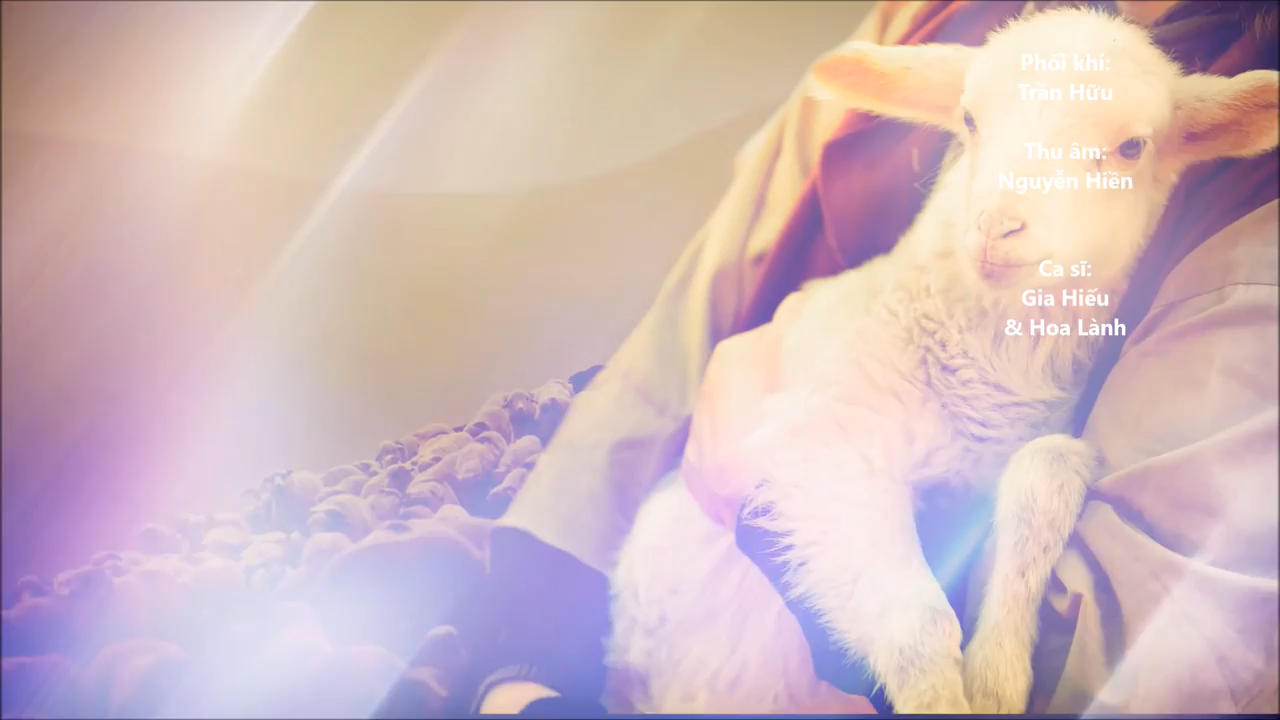 Phối khí:
Trần Hữu
Thu âm:
Nguyễn Hiền
Ca sĩ:
Gia Hiếu
& Hoa Lành